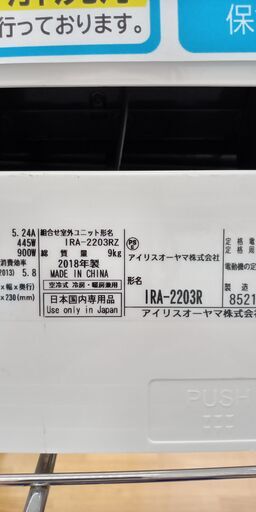 行っております
保
5.24A
445W
900W
消費効率
2013) 5.8
×幅×奥行)
×230(mm)
組合せ室外ユニット形名
IRA-2203RZ
総質量 9kg
2018年製
MADE IN CHINA
空冷式 冷房・暖房兼用
日本国内専用品
Use only in Japan
PSE
アイリスオーヤマ株式会社
形名
IRA-2203R
アイリスオーヤマ株式会
定格電
定格周
電動機の定
製造
8521
PUSH